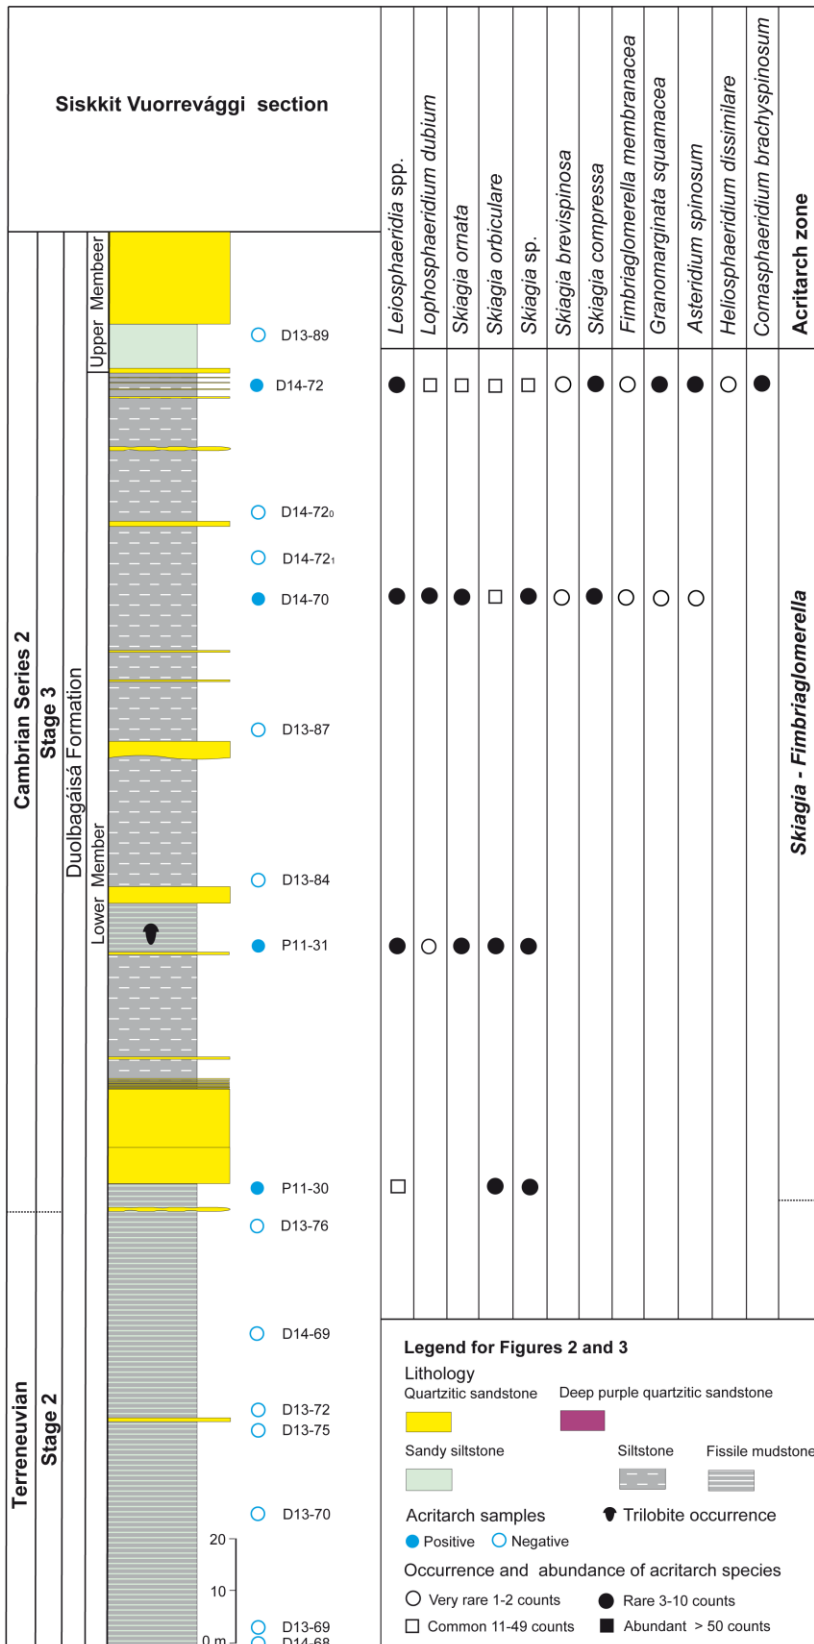 Siskkit Vuorrevággi section
Leiosphaeridia spp.
Lophosphaeridium dubium
Skiagia ornata
Skiagia orbiculare
Skiagia sp.
Skiagia brevispinosa
Skiagia compressa
Fimbriaglomerella membranacea
Granomarginata squamacea
Asteridium spinosum
Heliosphaeridium dissimilare
Comasphaeridium brachyspinosum
Acritarch zone
Cambrian Series 2
Terreneuvian
Stage 3
Stage 2
Duolbagáisá Formation
Upper Membeer
Lower Member
D13-89
D14-72
D14-72₀
D14-72₁
D14-70
D13-87
D13-84
P11-31
P11-30
D13-76
D14-69
D13-72
D13-75
D13-70
D13-69
D14-68
20
10
0 m
Skiagia - Fimbriaglomerella
Legend for Figures 2 and 3
Lithology
Quartzitic sandstone Deep purple quartzitic sandstone
Sandy siltstone Siltstone Fissile mudstone
Acritarch samples Trilobite occurrence
Positive Negative
Occurrence and abundance of acritarch species
Very rare 1-2 counts Rare 3-10 counts
Common 11-49 counts Abundant > 50 counts